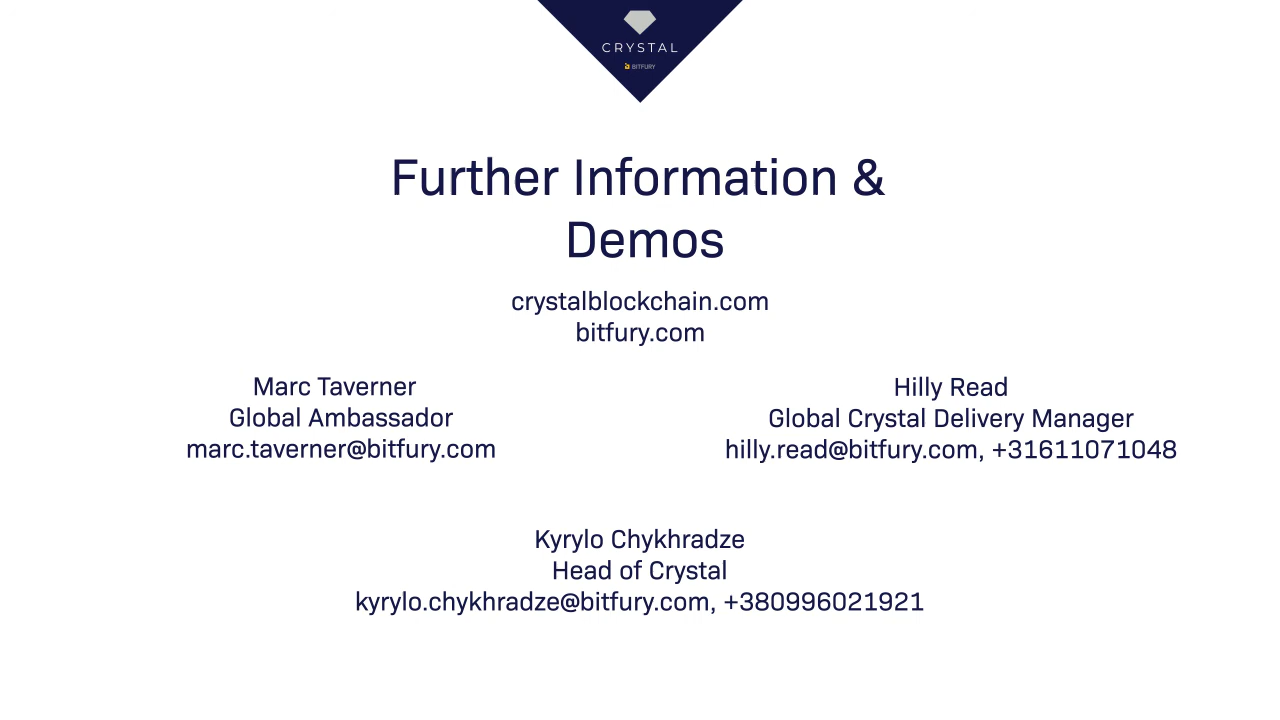 CRYSTAL
BITFURY
Further Information &
Demos
crystalblockchain.com
bitfury.com
Marc Taverner
Global Ambassador
marc.taverner@bitfury.com
Hilly Read
Global Crystal Delivery Manager
hilly.read@bitfury.com, +31611071048
Kyrylo Chykhradze
Head of Crystal
kyrylo.chykhradze@bitfury.com, +380996021921